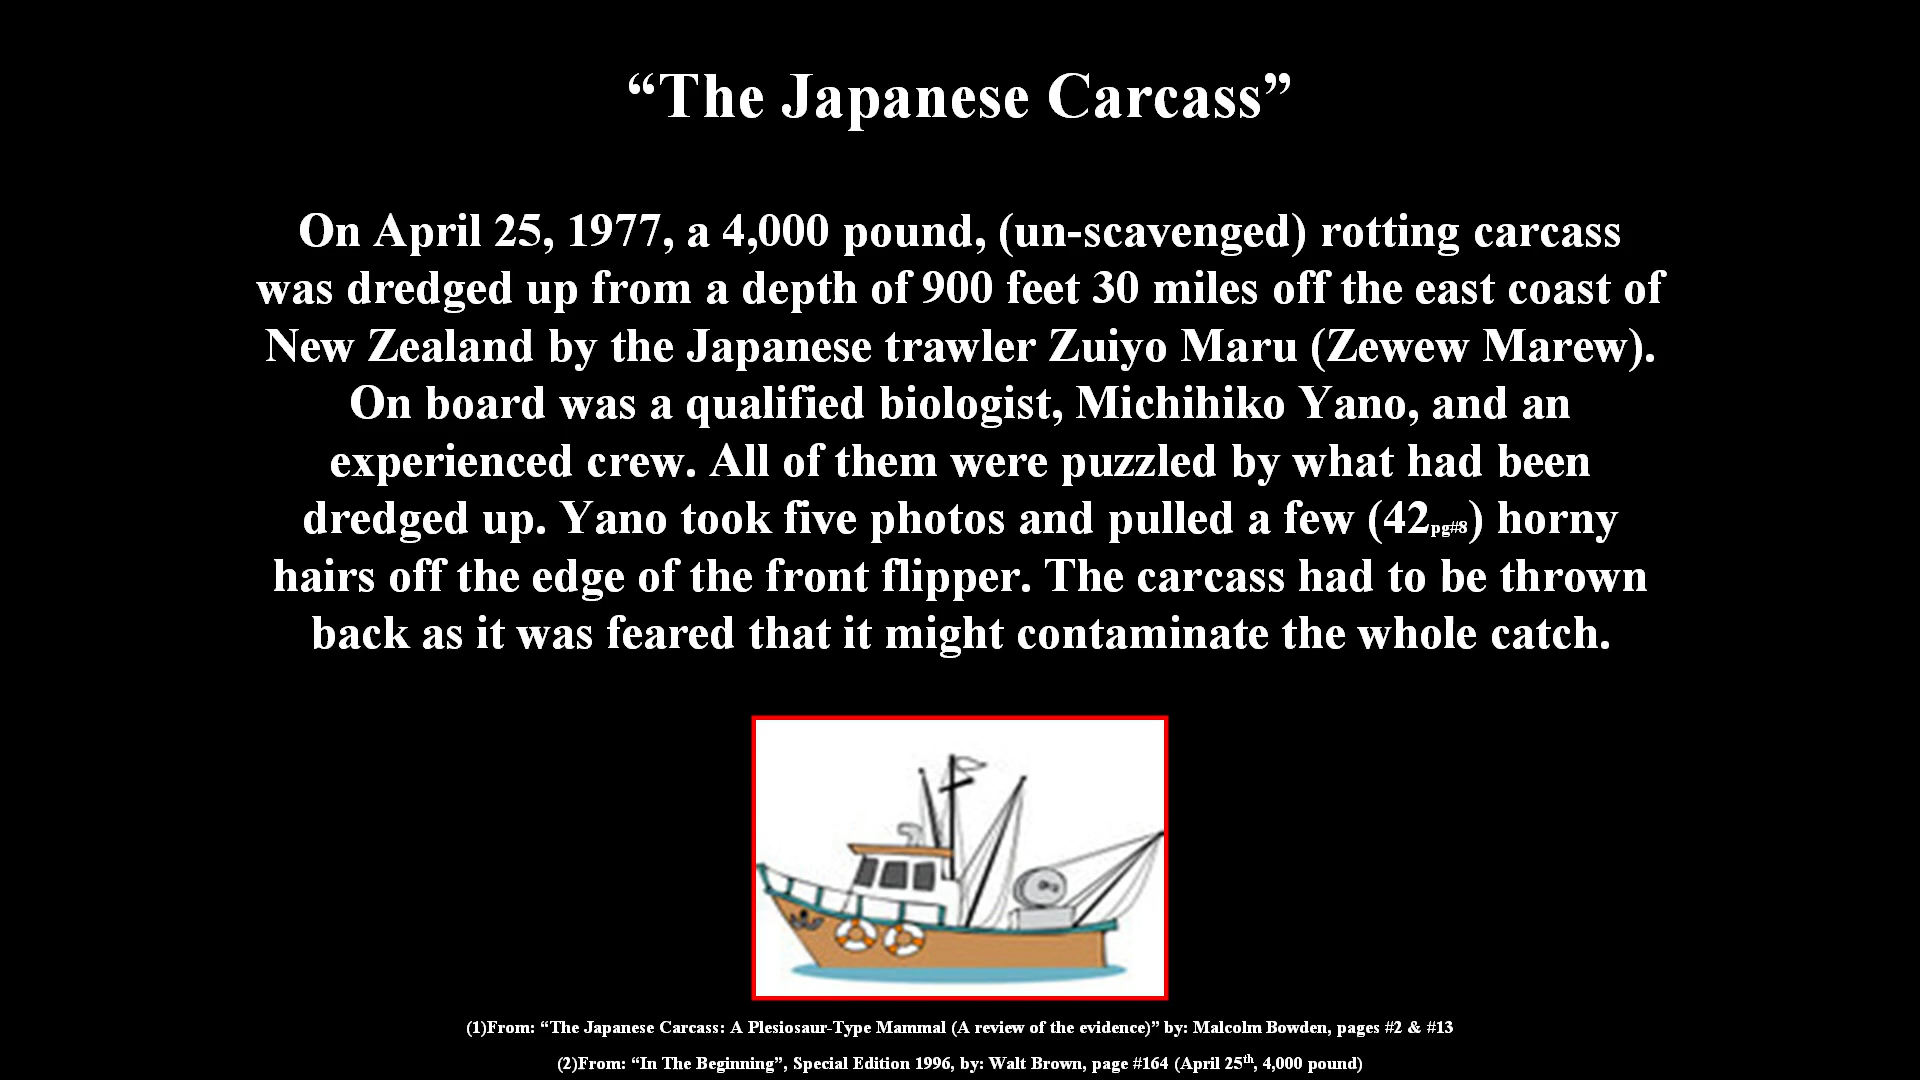 “The Japanese Carcass”
On April 25, 1977, a 4,000 pound, (un-scavenged) rotting carcass
was dredged up from a depth of 900 feet 30 miles off the east coast of
New Zealand by the Japanese trawler Zuiyo Maru (Zewew Marew).
On board was a qualified biologist, Michihiko Yano, and an
experienced crew. All of them were puzzled by what had been
dredged up. Yano took five photos and pulled a few (42pg#8) horny
hairs off the edge of the front flipper. The carcass had to be thrown
back as it was feared that it might contaminate the whole catch.
(1)From: “The Japanese Carcass: A Plesiosaur-Type Mammal (A review of the evidence)” by: Malcolm Bowden, pages #2 & #13
(2)From: “In The Beginning”, Special Edition 1996, by: Walt Brown, page #164 (April 25th, 4,000 pound)